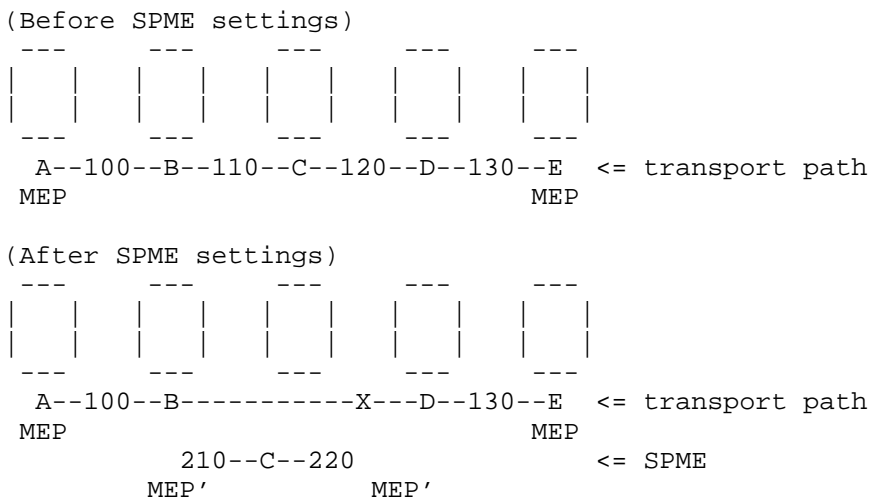 (Before SPME settings)
 ---       ---       ---       ---       ---
|   |     |   |     |   |     |   |     |   |
|   |     |   |     |   |     |   |     |   |
 ---       ---       ---       ---       ---
  A--100--B--110--C--120--D--130--E  <= transport path
 MEP                             MEP
(After SPME settings)
 ---       ---       ---       ---       ---
|   |     |   |     |   |     |   |     |   |
|   |     |   |     |   |     |   |     |   |
 ---       ---       ---       ---       ---
  A--100--B-----------X---D--130--E  <= transport path
 MEP                             MEP
           210--C--220               <= SPME
         MEP'          MEP'